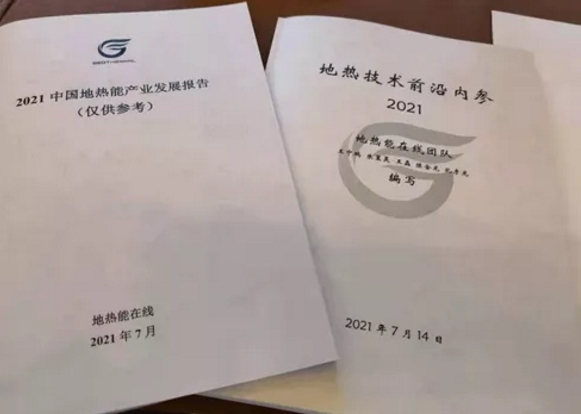 2021 中国地热能产业发展报告
（仅供参考）
地热能在线
2021 年 7 月
地热技术前沿内参
2021
地热能在线团队
编写
2021 年 7 月 14 日